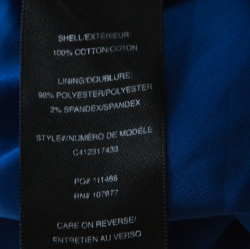 SHELL/EXTÉRIEUR
100% COTTON/COTON
LINING/DOUBLURE:
98% POLYESTER/POLYESTER
2% SPANDEX/SPANDEX
STYLE#/NUMÉRO DE MODÈLE
C412317433
PO# 111468
RN# 107677
CARE ON REVERSE/
ENTRETIEN AU VERSO